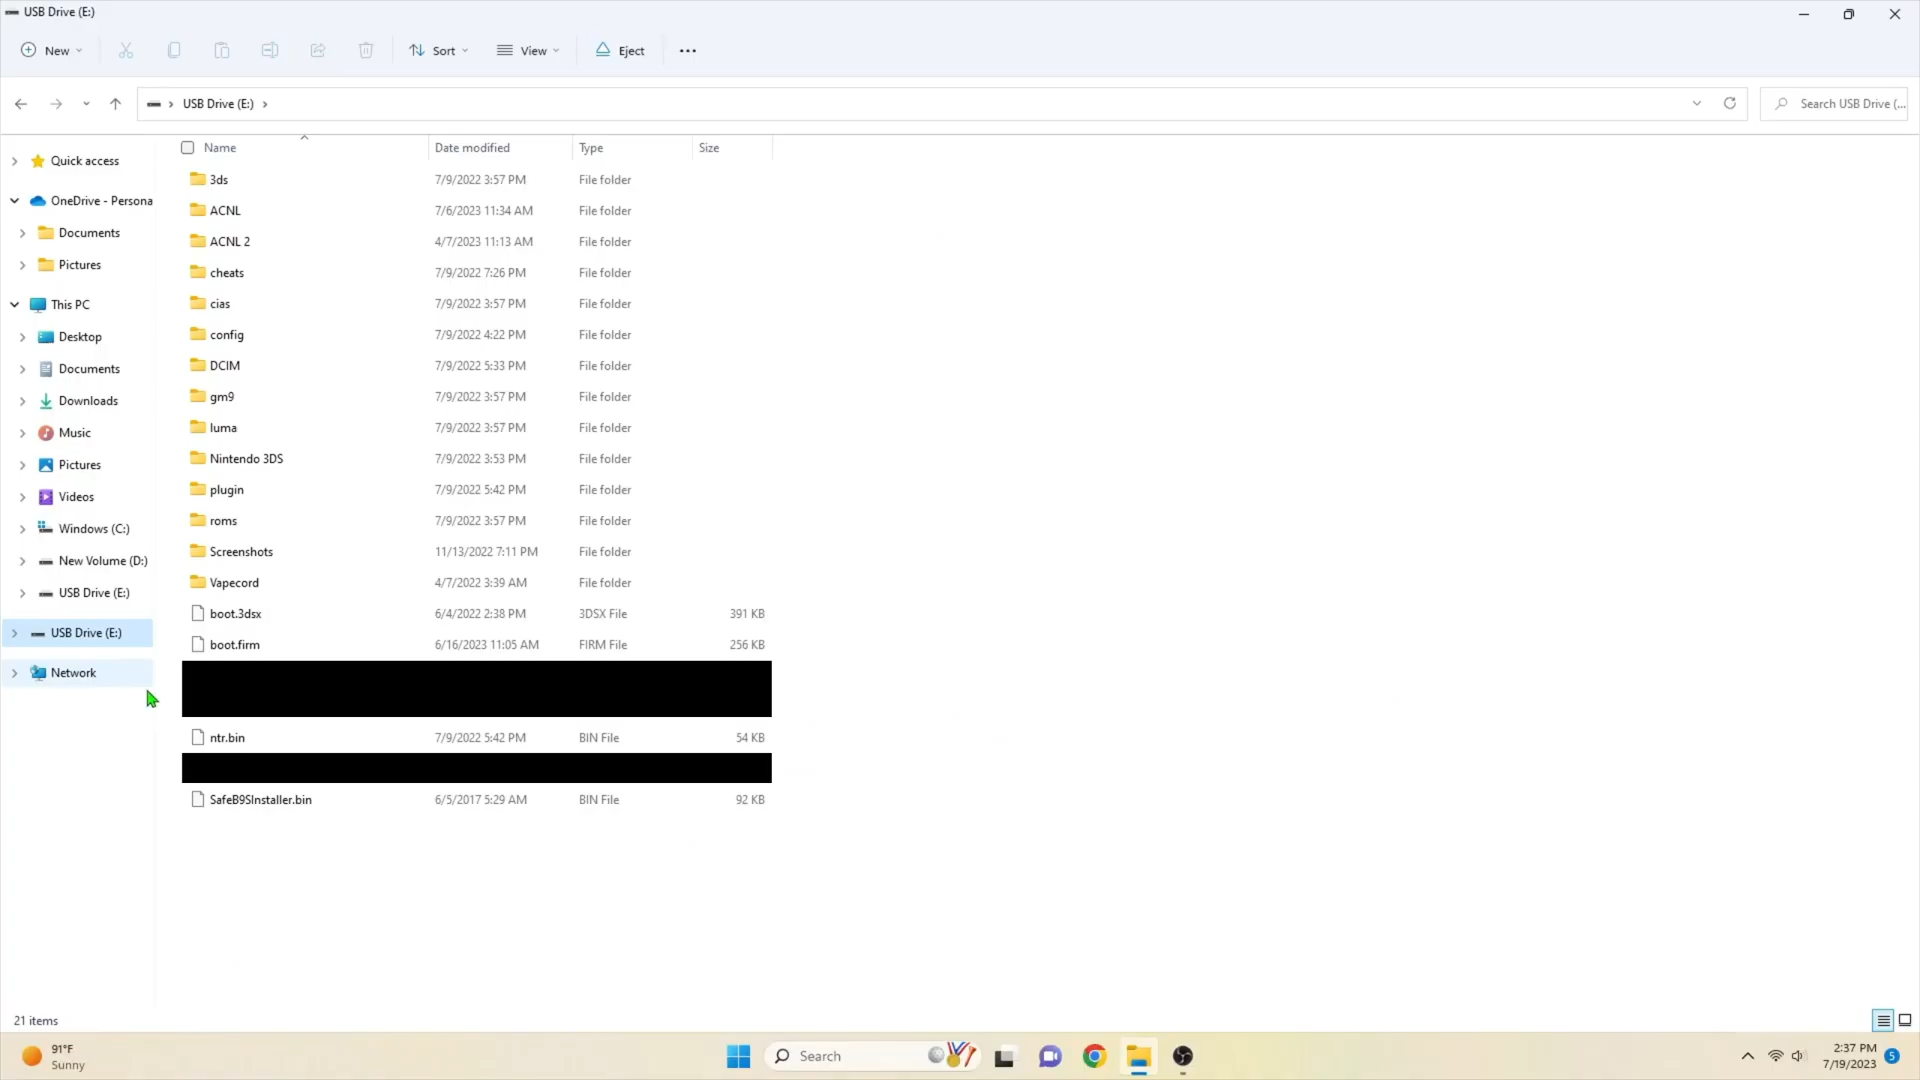 USB Drive (E:)
New
Sort
View
Eject
USB Drive (E:)
Search USB Drive (...
Name Date modified Type Size
Quick access
OneDrive - Persona
Documents
Pictures
This PC
Desktop
Documents
Downloads
Music
Pictures
Videos
Windows (C:)
New Volume (D:)
USB Drive (E:)
USB Drive (E:)
Network
3ds 7/9/2022 3:57 PM File folder
ACNL 7/6/2023 11:34 AM File folder
ACNL 2 4/7/2023 11:13 AM File folder
cheats 7/9/2022 7:26 PM File folder
cias 7/9/2022 3:57 PM File folder
config 7/9/2022 4:22 PM File folder
DCIM 7/9/2022 5:33 PM File folder
gm9 7/9/2022 3:57 PM File folder
luma 7/9/2022 3:57 PM File folder
Nintendo 3DS 7/9/2022 3:53 PM File folder
plugin 7/9/2022 5:42 PM File folder
roms 7/9/2022 3:57 PM File folder
Screenshots 11/13/2022 7:11 PM File folder
Vapecord 4/7/2022 3:39 AM File folder
boot.3dsx 6/4/2022 2:38 PM 3DSX File 391 KB
boot.firm 6/16/2023 11:05 AM FIRM File 256 KB
ntr.bin 7/9/2022 5:42 PM BIN File 54 KB
SafeB9SInstaller.bin 6/5/2017 5:29 AM BIN File 92 KB
21 items
91°F
Sunny
Search
2:37 PM
7/19/2023
5